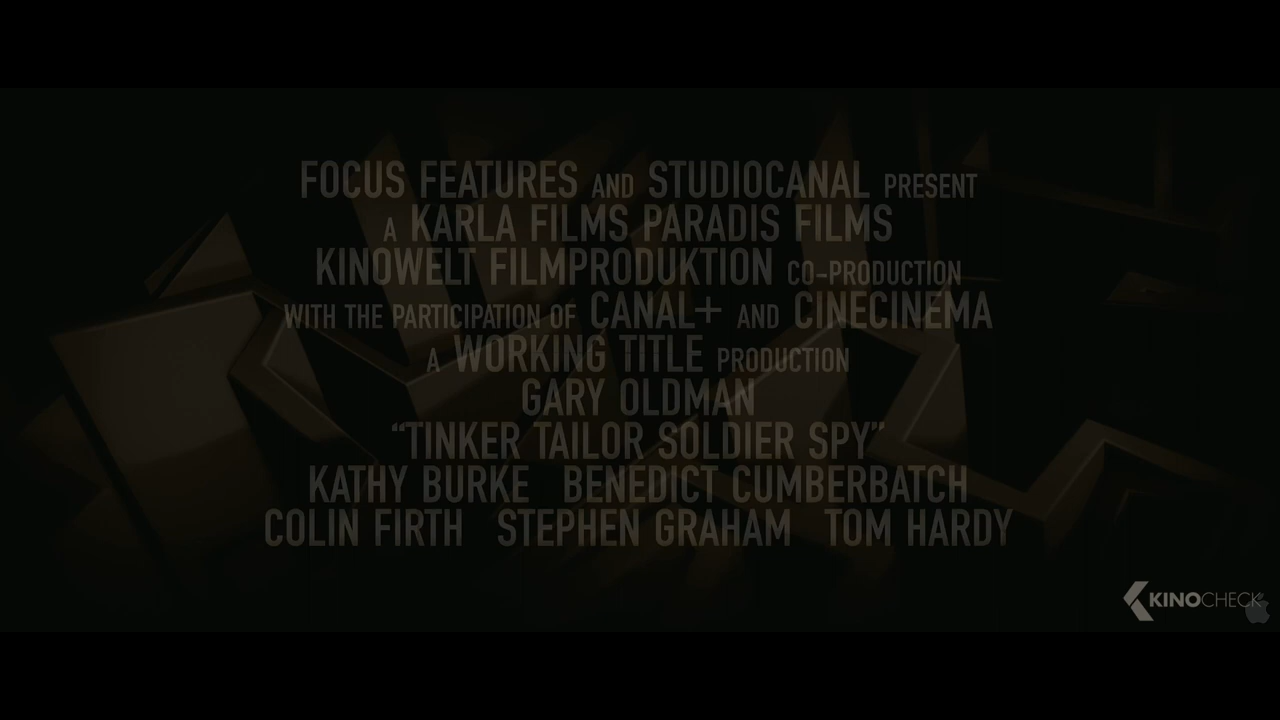 FOCUS FEATURES AND STUDIOCANAL PRESENT
A KARLA FILMS PARADIS FILMS
KINOWELT FILMPRODUKTION CO-PRODUCTION
WITH THE PARTICIPATION OF CANAL+ AND CINECINEMA
A WORKING TITLE PRODUCTION
GARY OLDMAN
“TINKER TAILOR SOLDIER SPY”
KATHY BURKE BENEDICT CUMBERBATCH
COLIN FIRTH STEPHEN GRAHAM TOM HARDY
KINOCHECK